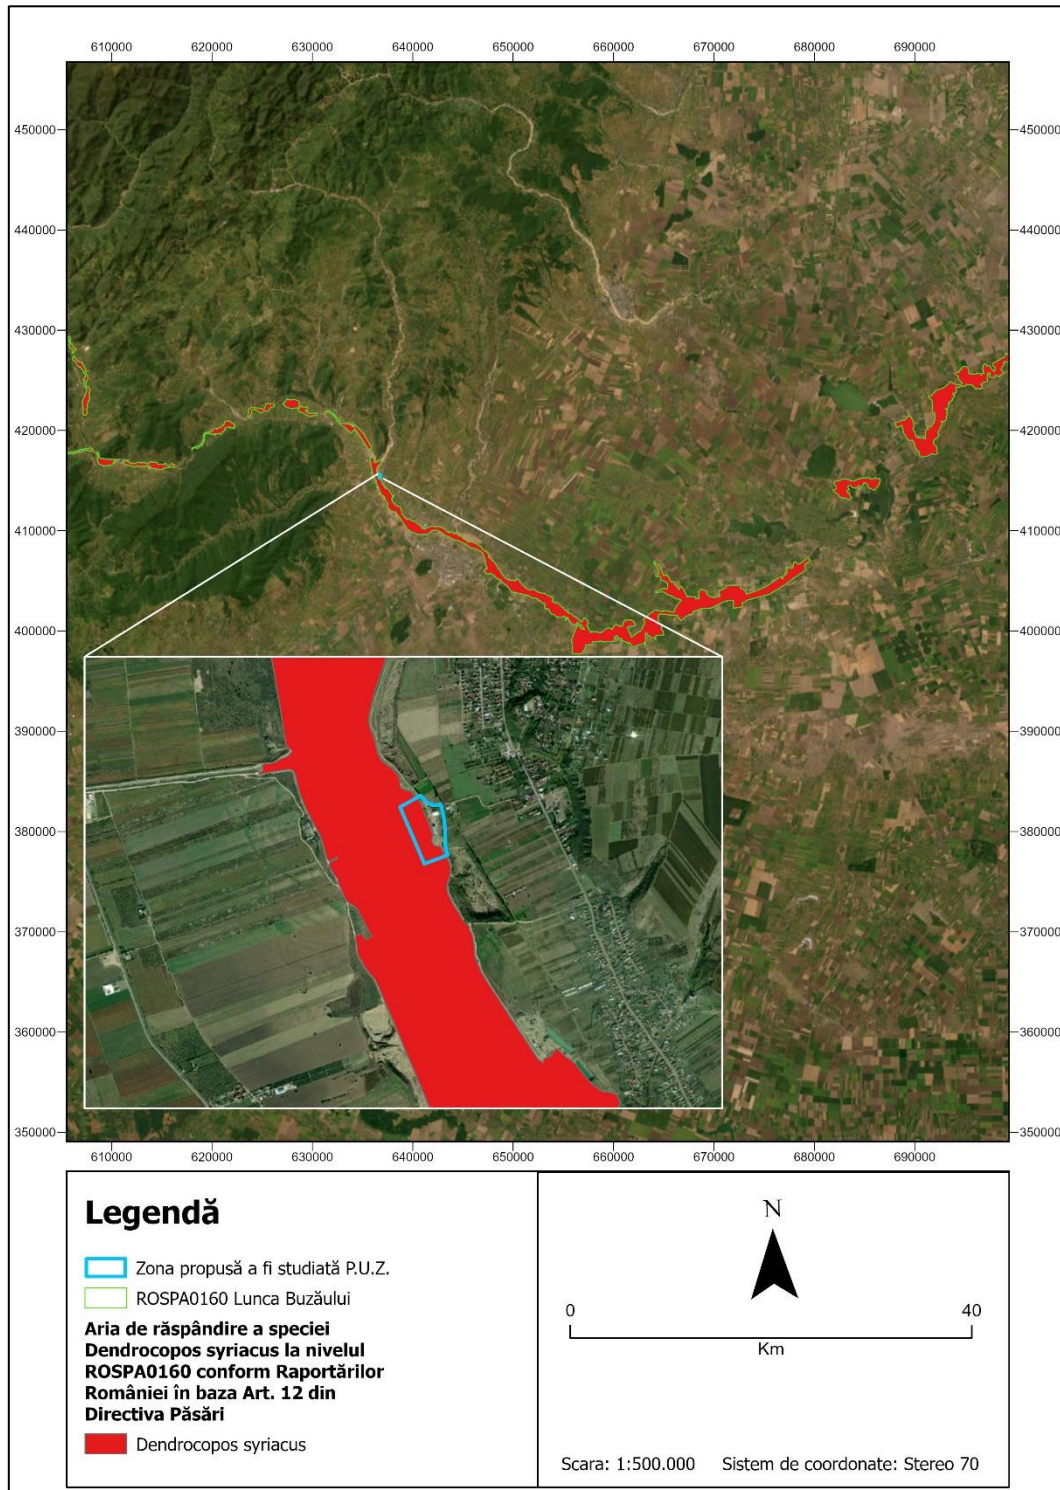 610000 620000 630000 640000 650000 660000 670000 680000 690000
450000 450000
440000 440000
430000 430000
420000 420000
410000 410000
400000 400000
390000 390000
380000 380000
370000 370000
360000 360000
350000 350000
610000 620000 630000 640000 650000 660000 670000 680000 690000
Legendă
Zona propusă a fi studiată P.U.Z.
ROSPA0160 Lunca Buzăului
Aria de răspândire a speciei
Dendrocopos syriacus la nivelul
ROSPA0160 conform Raportărilor
României în baza Art. 12 din
Directiva Păsări
Dendrocopos syriacus
N
0 40
Km
Scara: 1:500.000 Sistem de coordonate: Stereo 70